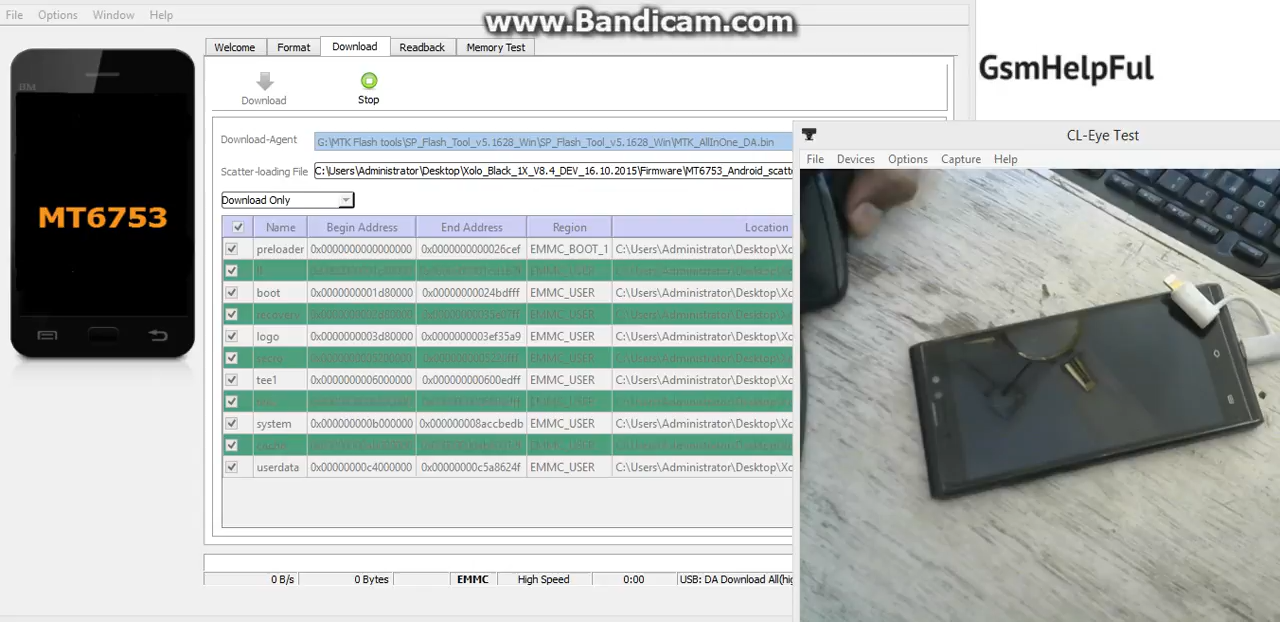 www.Bandicam.com
File Options Window Help
Welcome Format Download Readback Memory Test
GsmHelpFul
Download Stop
BM
MT6753
Download-Agent G:\MTK Flash tools\SP_Flash_Tool_v5.1628_Win\SP_Flash_Tool_v5.1628_Win\MTK_AllInOne_DA.bin
Scatter-loading File C:\Users\Administrator\Desktop\Xolo_Black_1X_V8.4_DEV_16.10.2015\Firmware\MT6753_Android_scatte
Download Only
Name Begin Address End Address Region Location
preloader 0x0000000000000000 0x0000000000026cef EMMC_BOOT_1 C:\Users\Administrator\Desktop\Xo
boot 0x0000000001d80000 0x00000000024bdfff EMMC_USER C:\Users\Administrator\Desktop\Xo
recovery
logo 0x0000000003d80000 0x0000000003ef35a9 EMMC_USER C:\Users\Administrator\Desktop\Xo
secro
tee1 0x0000000006000000 0x000000000600edff EMMC_USER C:\Users\Administrator\Desktop\Xo
system 0x000000000b000000 0x000000008accbedb EMMC_USER C:\Users\Administrator\Desktop\Xo
userdata 0x00000000c4000000 0x00000000c5a8624f EMMC_USER C:\Users\Administrator\Desktop\Xo
0 B/s 0 Bytes EMMC High Speed 0:00 USB: DA Download All(hig
CL-Eye Test
File Devices Options Capture Help